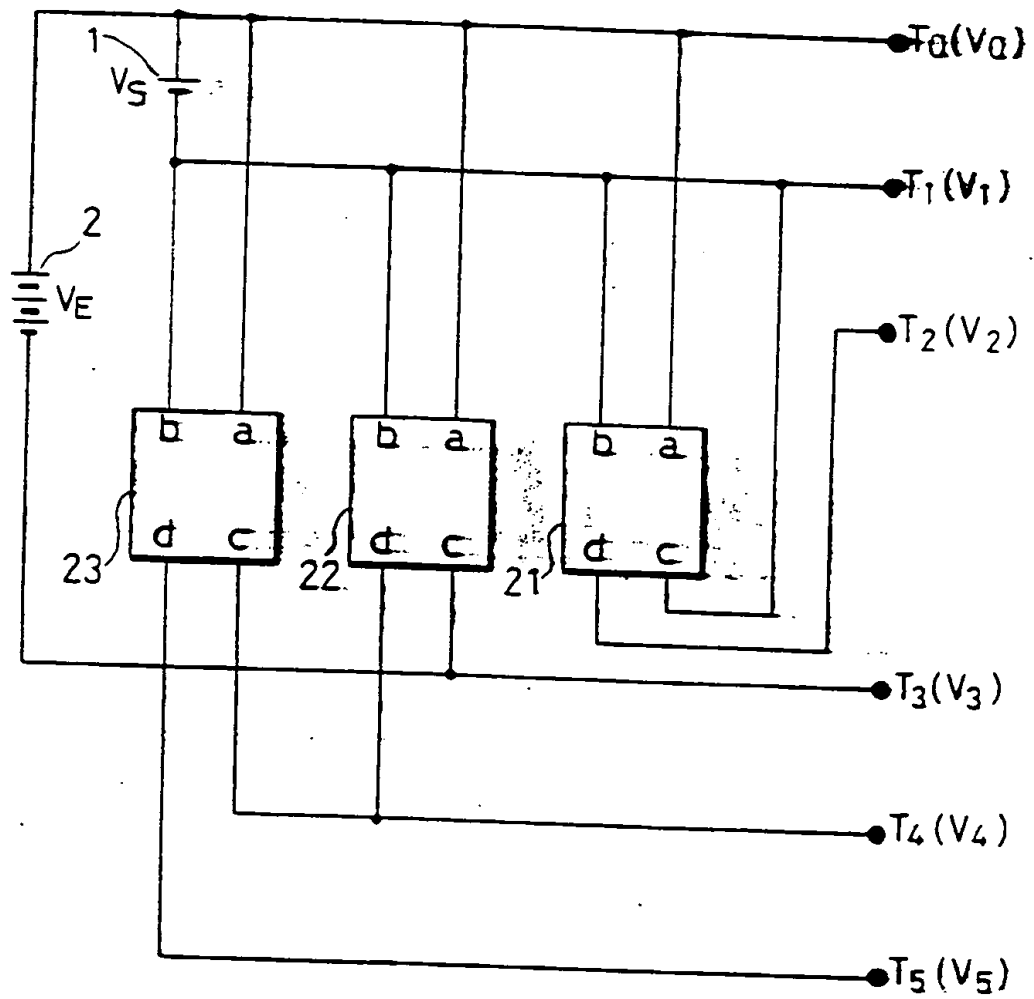 1
Ta(Va)
VS
T1(V1)
2
VE
T2(V2)
b a
b a
b a
d c
d c
d c
23
22
21
T3(V3)
T4(V4)
T5(V5)